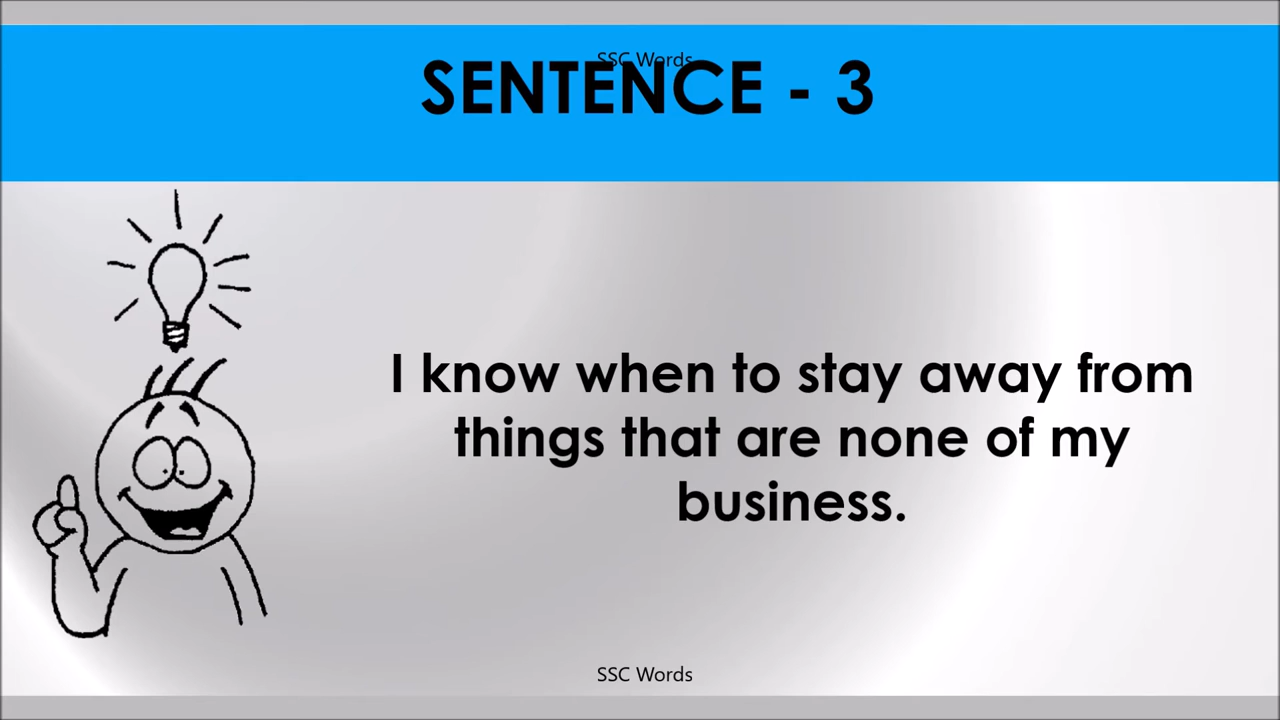 SSC Words
SENTENCE - 3
I know when to stay away from
things that are none of my
business.
SSC Words